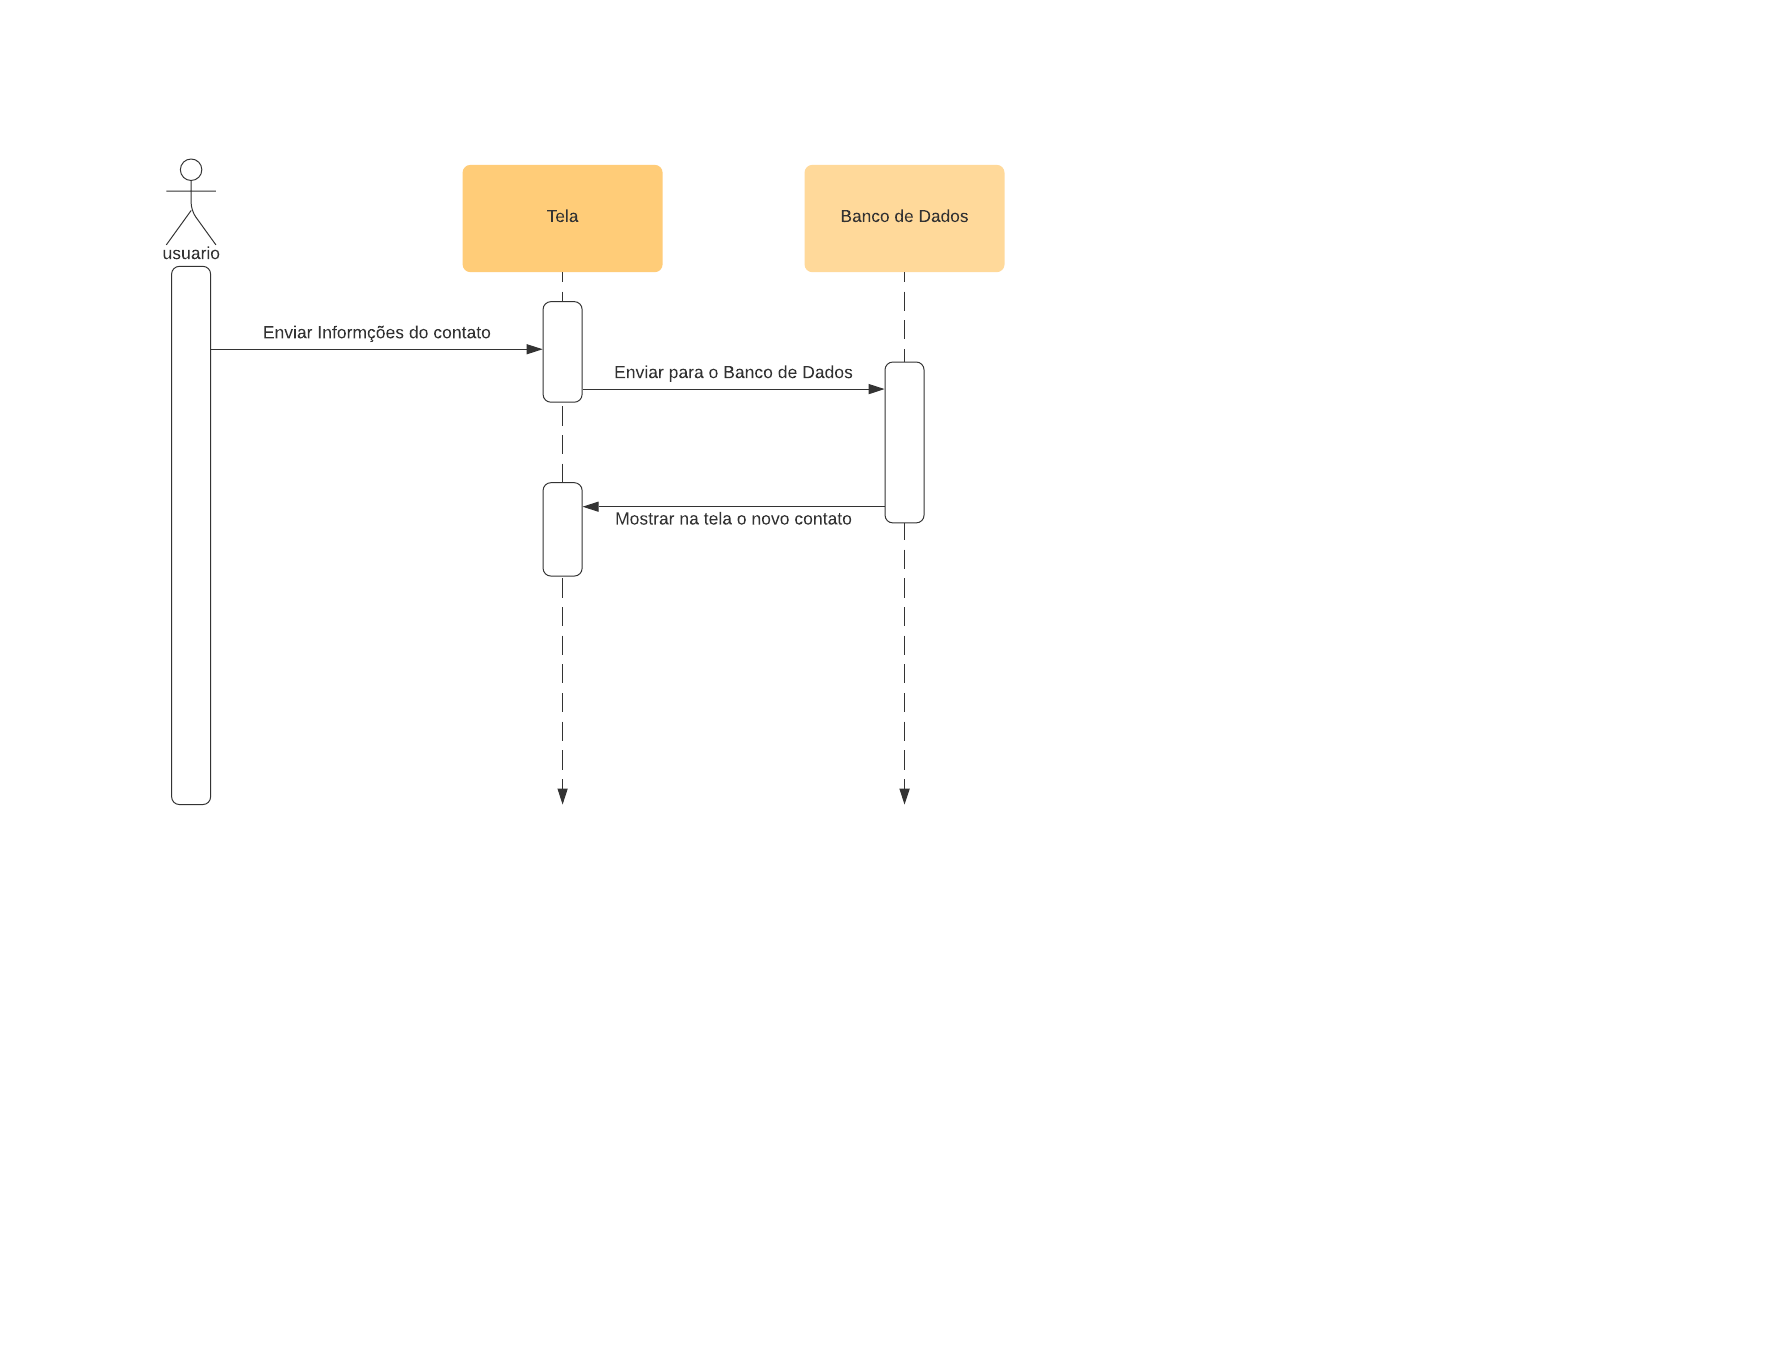 usuario
Tela
Banco de Dados
Enviar Informções do contato
Enviar para o Banco de Dados
Mostrar na tela o novo contato